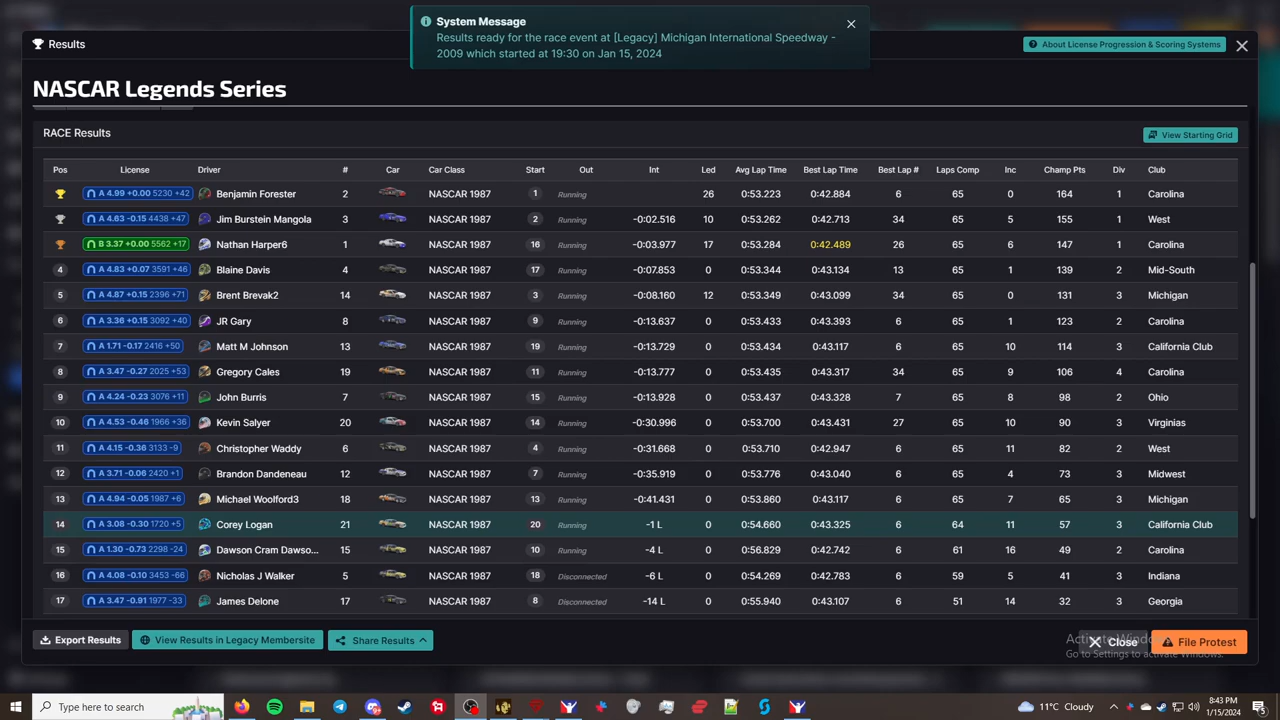 System Message
Results ready for the race event at [Legacy] Michigan International Speedway -
2009 which started at 19:30 on Jan 15, 2024
Results
About License Progression & Scoring Systems
NASCAR Legends Series
RACE Results
View Starting Grid
Pos License Driver # Car Car Class Start Out Int Led Avg Lap Time Best Lap Time Best Lap # Laps Comp Inc Champ Pts Div Club
A 4.99 +0.00 5230 +42 Benjamin Forester 2 NASCAR 1987 1 Running 26 0:53.223 0:42.884 6 65 0 164 1 Carolina
A 4.63 -0.15 4438 +47 Jim Burstein Mangola 3 NASCAR 1987 2 Running -0:02.516 10 0:53.262 0:42.713 34 65 5 155 1 West
B 3.37 +0.00 5562 +17 Nathan Harper6 1 NASCAR 1987 16 Running -0:03.977 17 0:53.284 0:42.489 26 65 6 147 1 Carolina
4 A 4.83 +0.07 3591 +46 Blaine Davis 4 NASCAR 1987 17 Running -0:07.853 0 0:53.344 0:43.134 13 65 1 139 2 Mid-South
5 A 4.87 +0.15 2396 +71 Brent Brevak2 14 NASCAR 1987 3 Running -0:08.160 12 0:53.349 0:43.099 34 65 0 131 3 Michigan
6 A 3.36 +0.15 3092 +40 JR Gary 8 NASCAR 1987 9 Running -0:13.637 0 0:53.433 0:43.393 6 65 1 123 2 Carolina
7 A 1.71 -0.17 2416 +50 Matt M Johnson 13 NASCAR 1987 19 Running -0:13.729 0 0:53.434 0:43.117 6 65 10 114 3 California Club
8 A 3.47 -0.27 2025 +53 Gregory Cales 19 NASCAR 1987 11 Running -0:13.777 0 0:53.435 0:43.317 34 65 9 106 4 Carolina
9 A 4.24 -0.23 3076 +11 John Burris 7 NASCAR 1987 15 Running -0:13.928 0 0:53.437 0:43.328 7 65 8 98 3 Ohio
10 A 4.53 -0.46 1966 +36 Kevin Salyer 20 NASCAR 1987 14 Running -0:30.996 0 0:53.700 0:43.431 27 65 10 90 3 Virginias
11 A 4.15 -0.36 3133 -9 Christopher Waddy 6 NASCAR 1987 4 Running -0:31.668 0 0:53.710 0:42.947 6 65 11 82 2 West
12 A 3.71 -0.06 2420 +1 Brandon Dandeneau 12 NASCAR 1987 7 Running -0:35.919 0 0:53.776 0:43.040 6 65 4 73 3 Midwest
13 A 4.94 -0.05 1987 +6 Michael Woolford3 18 NASCAR 1987 13 Running -0:41.431 0 0:53.860 0:43.117 6 65 7 65 3 Michigan
14 A 3.08 -0.30 1720 +5 Corey Logan 21 NASCAR 1987 20 Running -1 L 0 0:54.660 0:43.325 6 64 11 57 3 California Club
15 A 1.30 -0.73 2298 -24 Dawson Cram Dawso... 15 NASCAR 1987 10 Running -4 L 0 0:56.829 0:42.742 6 61 16 49 2 Carolina
16 A 4.08 -0.10 3453 -66 Nicholas J Walker 5 NASCAR 1987 18 Disconnected -6 L 0 0:54.269 0:42.783 6 59 5 41 3 Indiana
17 A 3.47 -0.91 1977 -33 James Delone 17 NASCAR 1987 8 Disconnected -14 L 0 0:55.940 0:43.107 6 51 14 32 3 Georgia
Export Results
View Results in Legacy Membersite
Share Results
Close
File Protest
Go to Settings to activate Windows.
Type here to search
11°C Cloudy
8:43 PM
1/15/2024